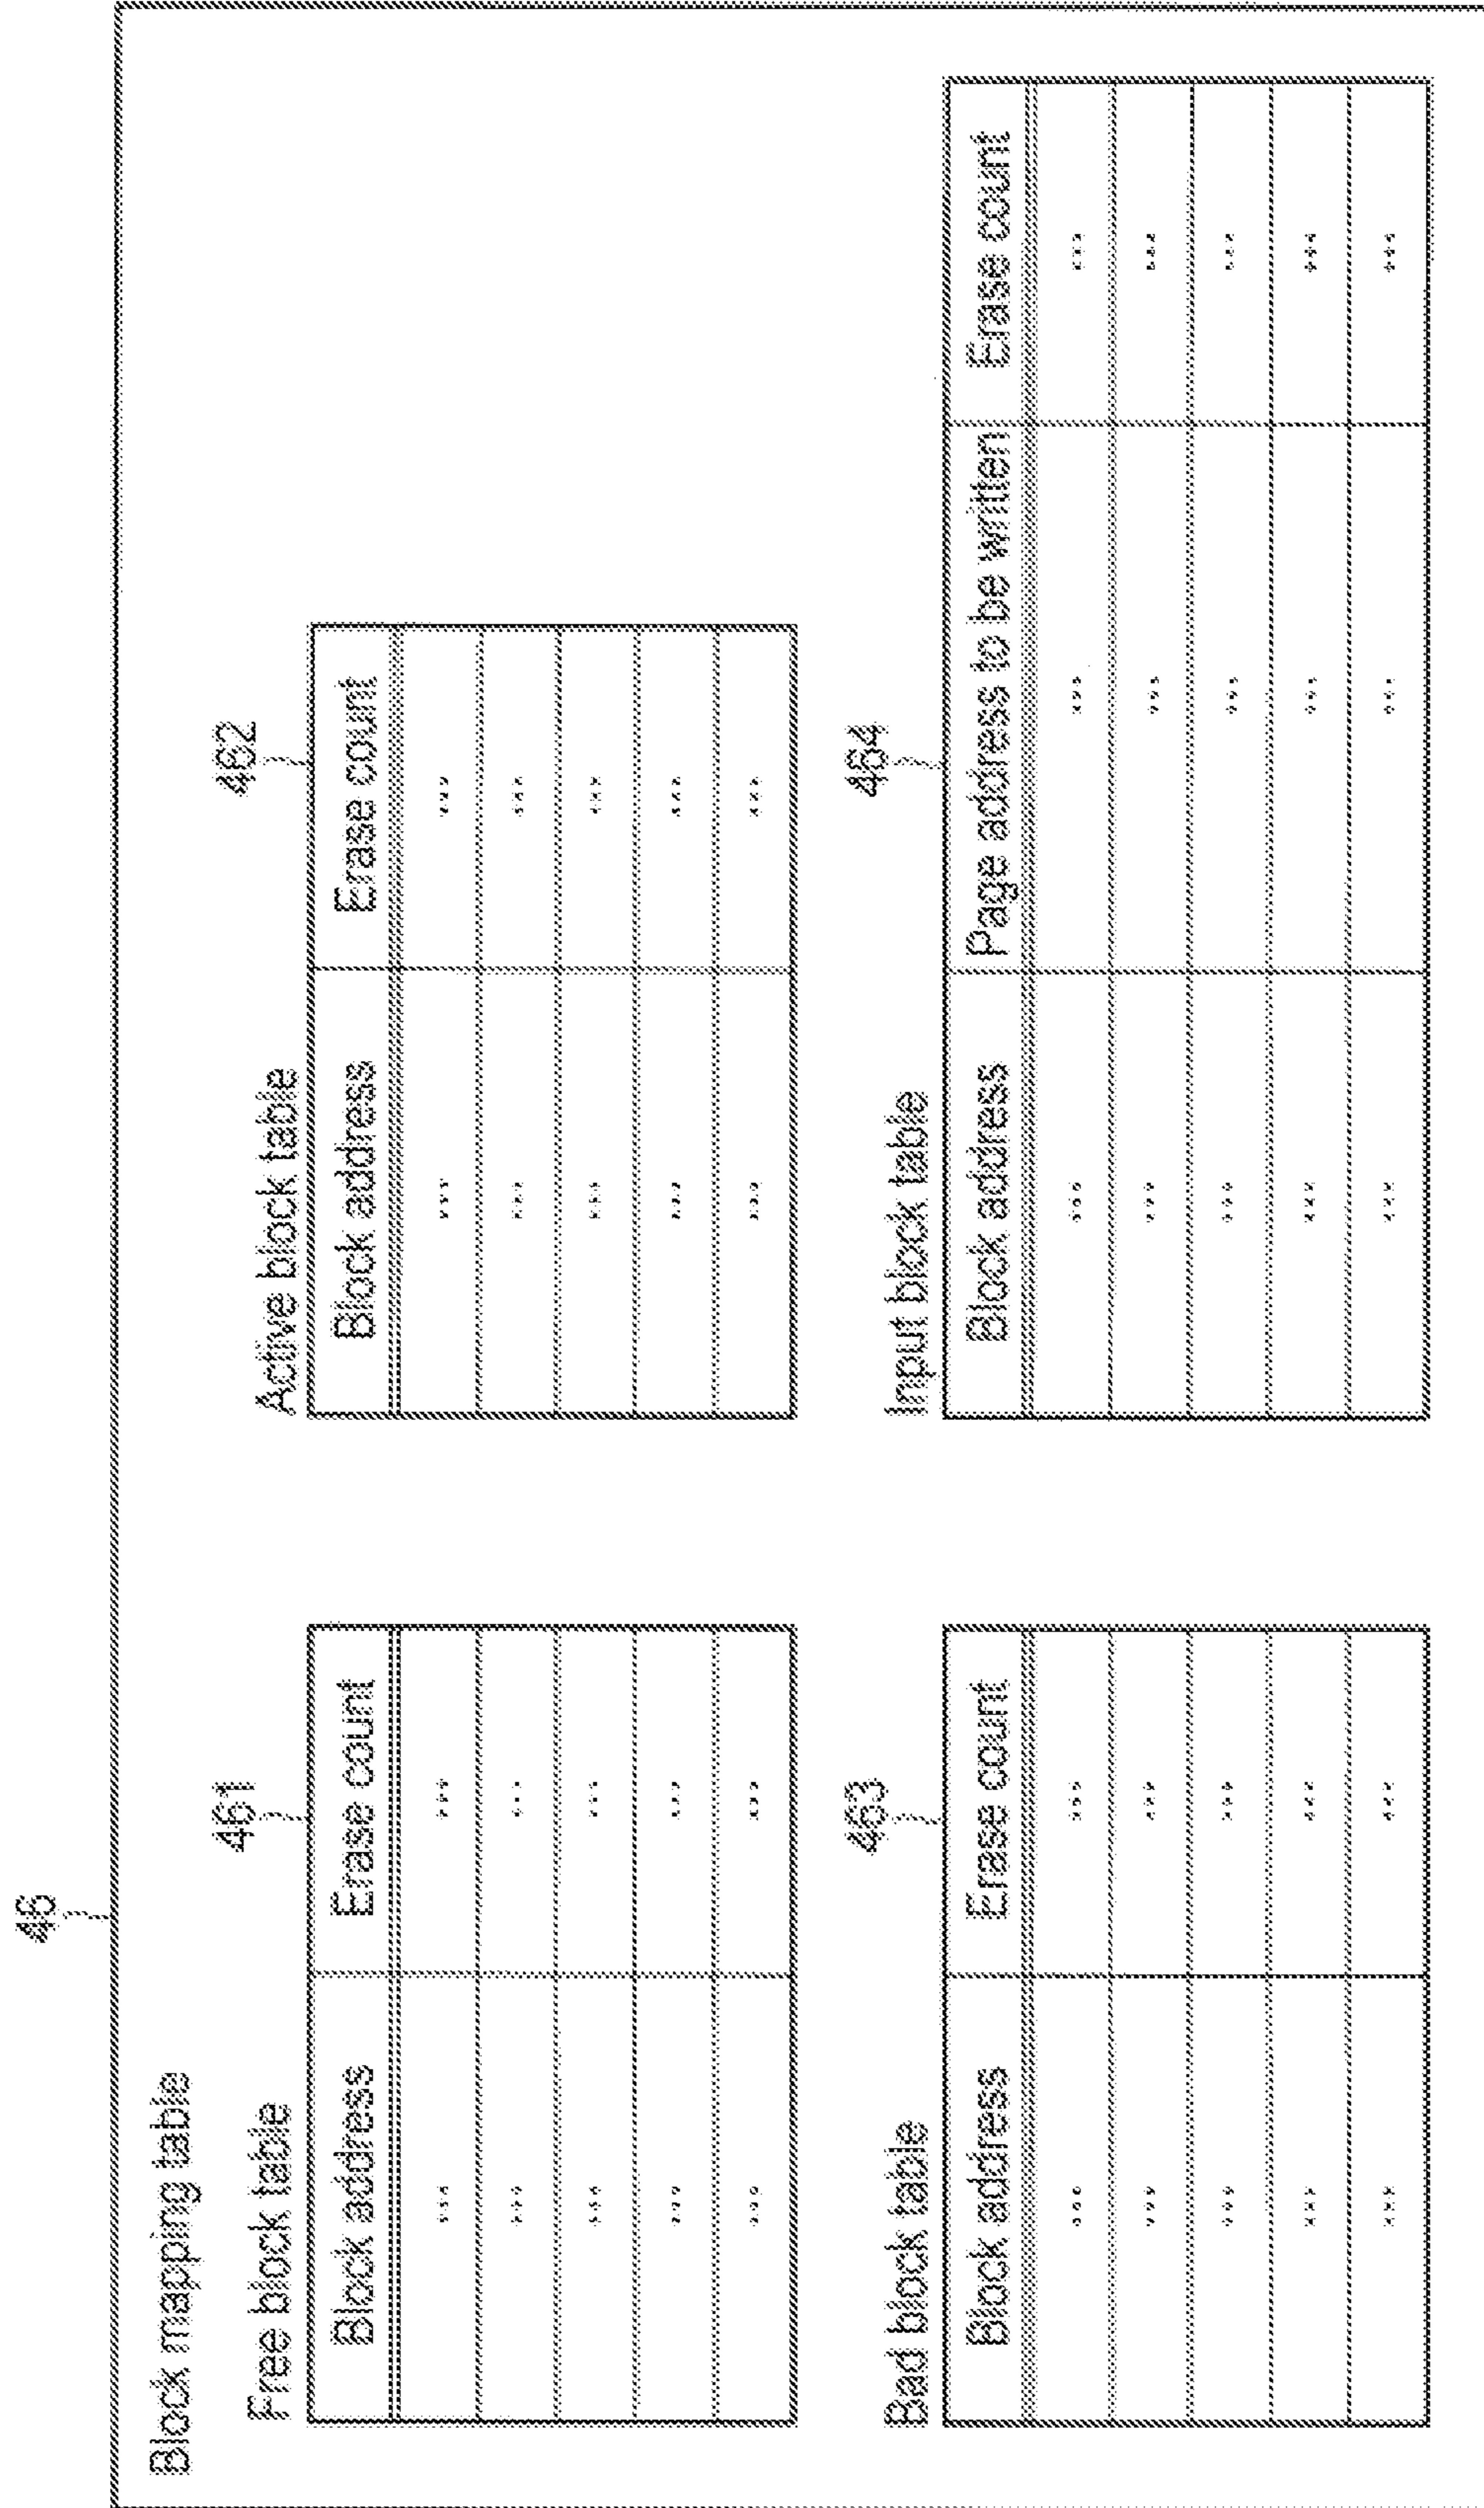 46
Block mapping table
461
Free block table
Block address Erase count
... ...
... ...
... ...
... ...
... ...
462
Active block table
Block address Erase count
... ...
... ...
... ...
... ...
... ...
463
Bad block table
Block address Erase count
... ...
... ...
... ...
... ...
... ...
464
Input block table
Block address Page address to be written Erase count
... ... ...
... ... ...
... ... ...
... ... ...
... ... ...